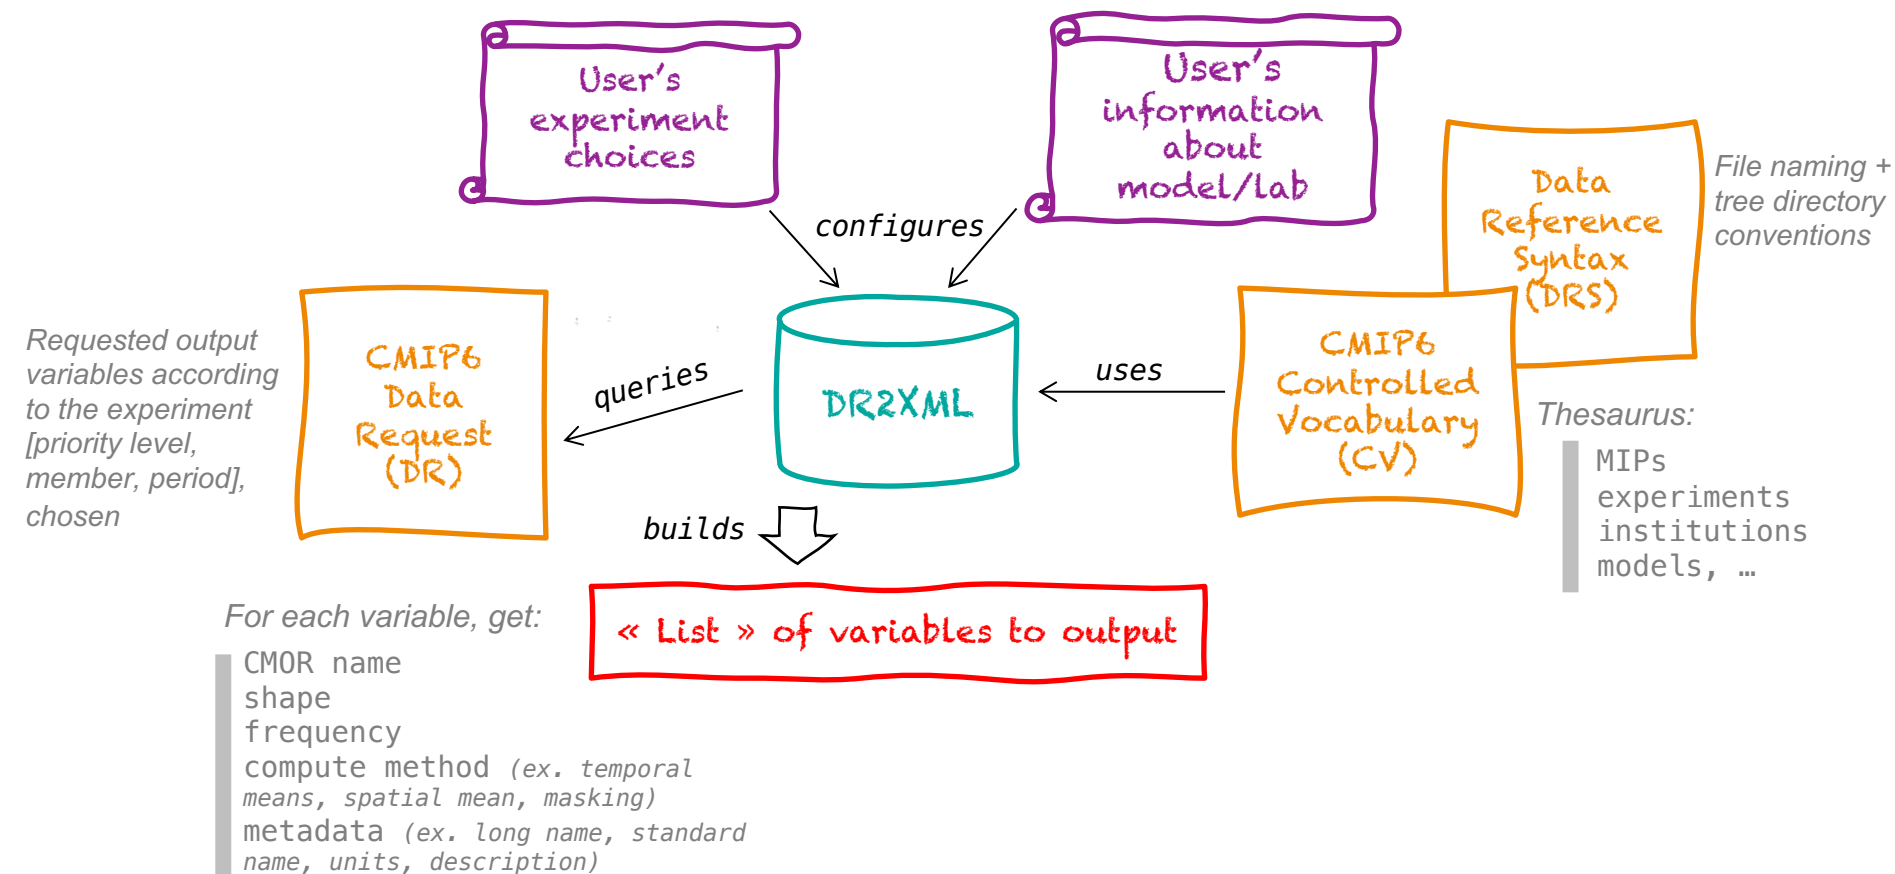 User's
experiment
choices
User's
information
about
model/lab
configures
Data
Reference
Syntax
(DRS)
File naming +
tree directory
conventions
Requested output
variables according
to the experiment
[priority level,
member, period],
chosen
CMIP6
Data
Request
(DR)
queries
DR2XML
uses
CMIP6
Controlled
Vocabulary
(CV)
Thesaurus:
MIPs
experiments
institutions
models, …
builds
« List » of variables to output
For each variable, get:
CMOR name
shape
frequency
compute method (ex. temporal
means, spatial mean, masking)
metadata (ex. long name, standard
name, units, description)